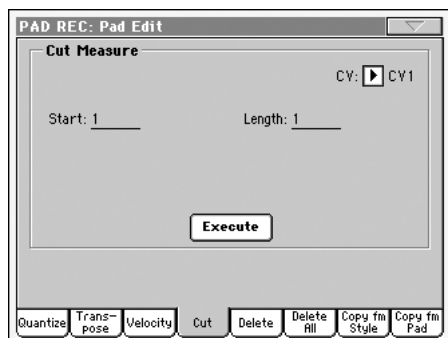 PAD REC: Pad Edit
Cut Measure
CV: CV1
Start: 1 Length: 1
Execute
Quantize Trans-pose Velocity Cut Delete Delete All Copy fm Style Copy fm Pad